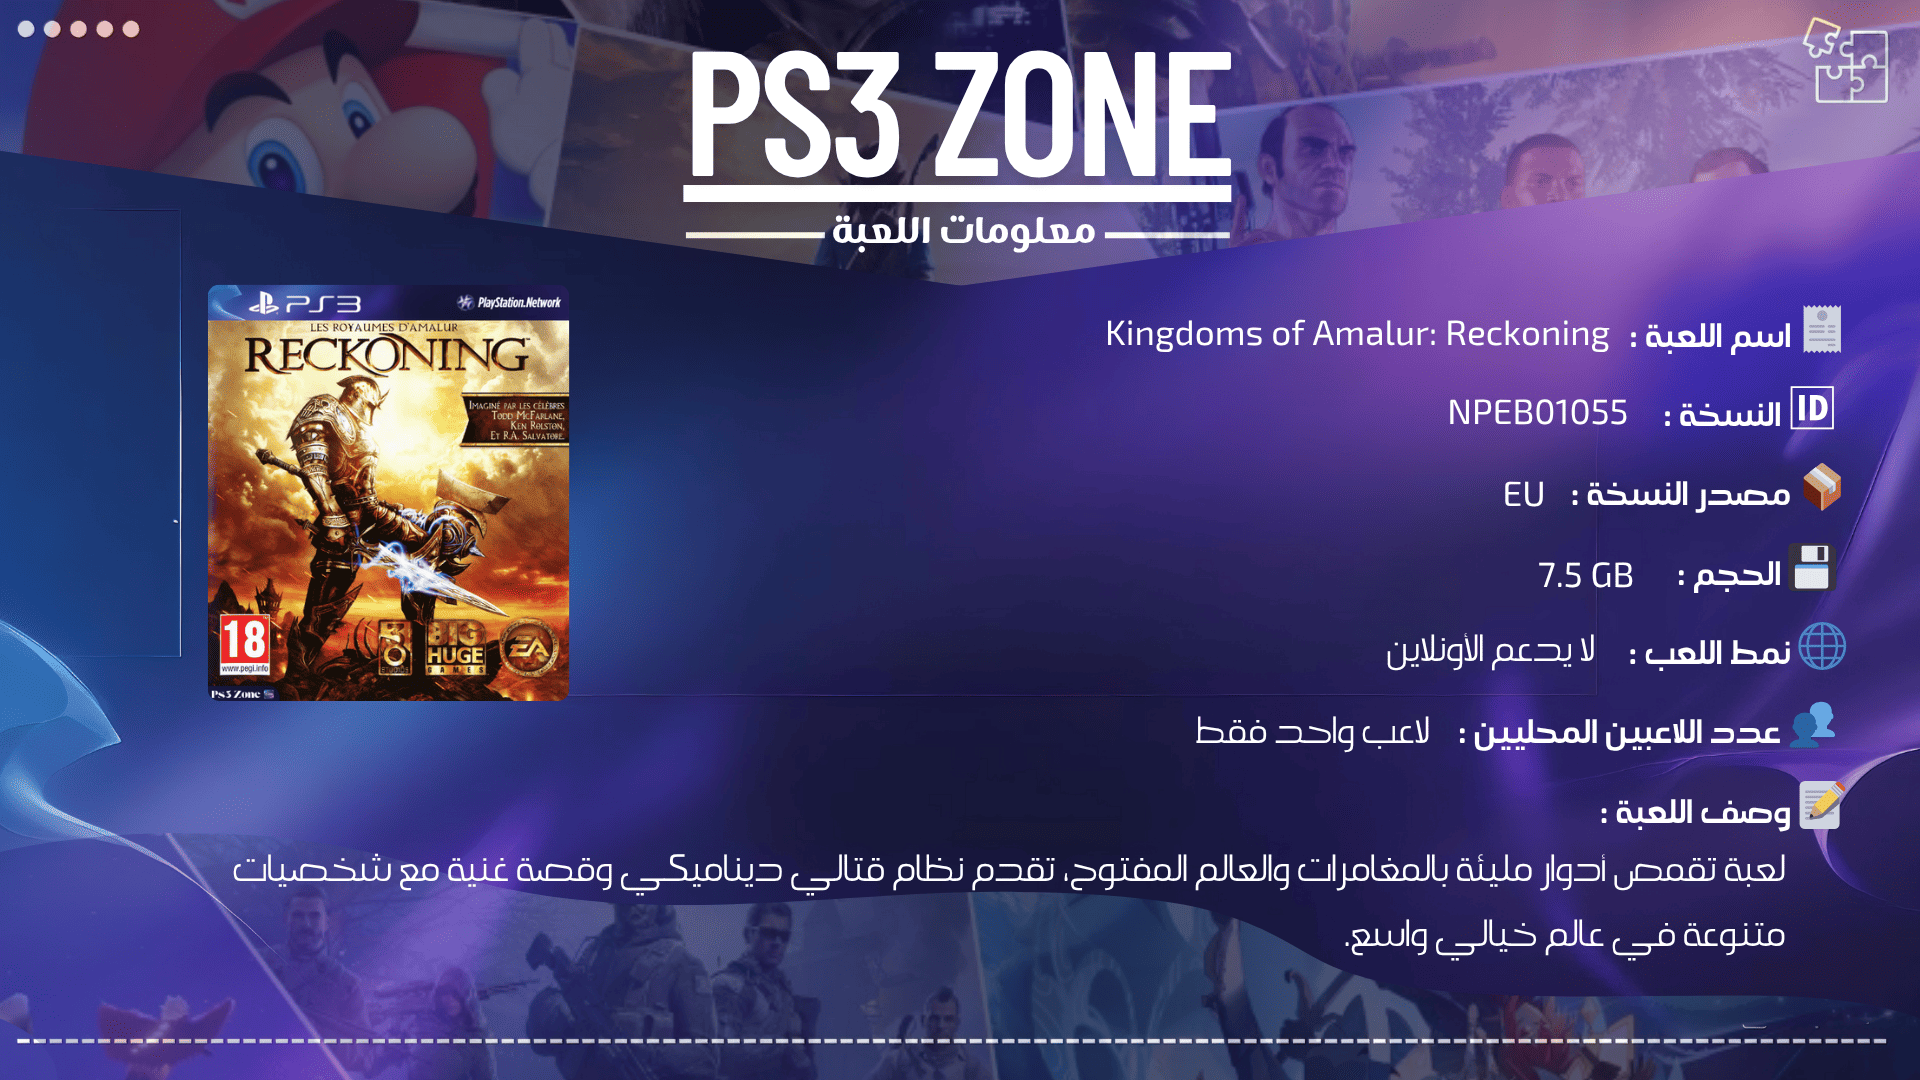 PS3 ZONE
معلومات اللعبة
PS3 PlayStation.Network
LES ROYAUMES D'AMALUR
RECKONING
IMAGINÉ PAR LES CÉLÈBRES
TODD MCFARLANE,
KEN ROLSTON,
ET R.A. SALVATORE.
18
www.pegi.info
38
STUDIOS
BIG
HUGE
GAMES
EA
Ps3 Zone
اسم اللعبة : Kingdoms of Amalur: Reckoning
ID النسخة : NPEB01055
مصدر النسخة : EU
الحجم : 7.5 GB
نمط اللعب : لا يدعم الأونلاين
عدد اللاعبين المحليين : لاعب واحد فقط
وصف اللعبة :
لعبة تقمص أدوار مليئة بالمغامرات والعالم المفتوح، تقدم نظام قتالي ديناميكي وقصة غنية مع شخصيات
متنوعة في عالم خيالي واسع.